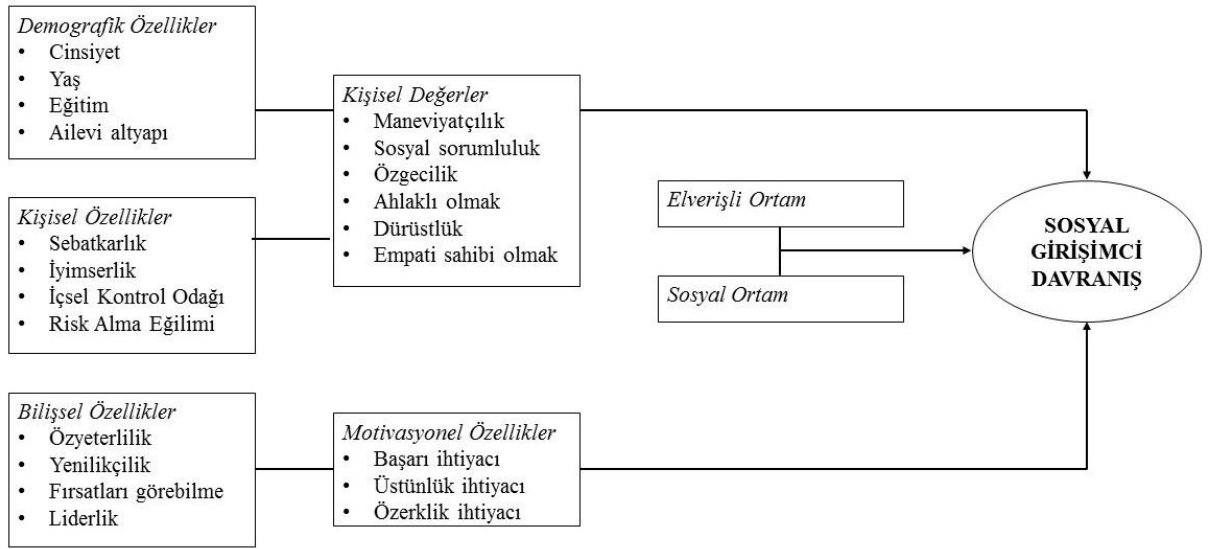 Demografik Özellikler
• Cinsiyet
• Yaş
• Eğitim
• Ailevi altyapı
Kişisel Özellikler
• Sebatkarlık
• İyimserlik
• İçsel Kontrol Odağı
• Risk Alma Eğilimi
Bilişsel Özellikler
• Özyeterlilik
• Yenilikçilik
• Fırsatları görebilme
• Liderlik
Kişisel Değerler
• Maneviyatçılık
• Sosyal sorumluluk
• Özgecilik
• Ahlaklı olmak
• Dürüstlük
• Empati sahibi olmak
Motivasyonel Özellikler
• Başarı ihtiyacı
• Üstünlük ihtiyacı
• Özerklik ihtiyacı
Elverişli Ortam
Sosyal Ortam
SOSYAL
GİRİŞİMCİ
DAVRANIŞ